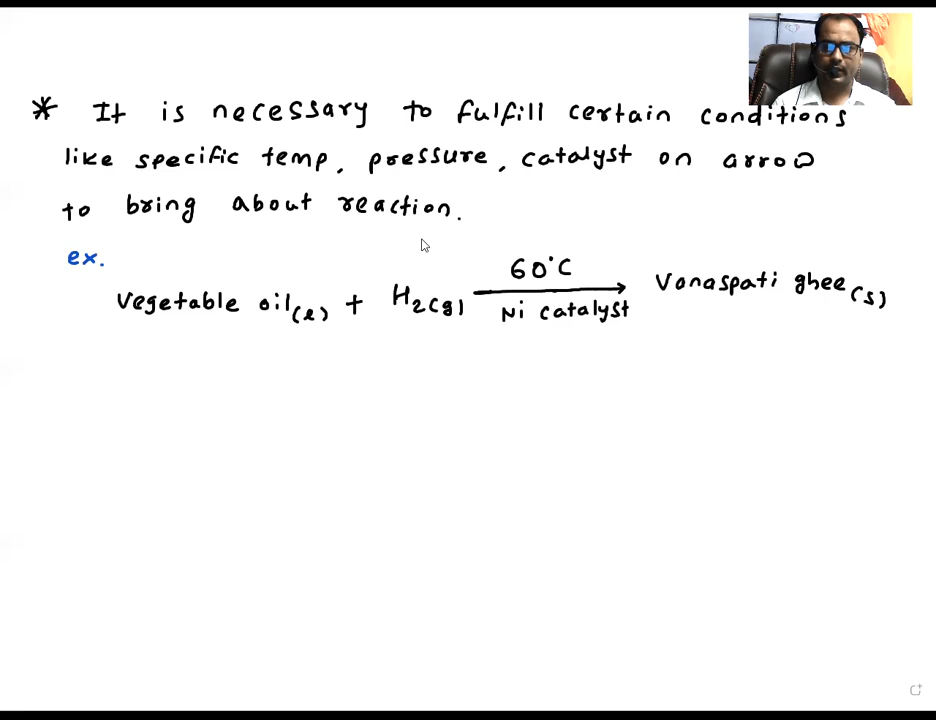 * It is necessary to fulfill certain conditions
like specific temp, pressure, catalyst on arrow
to bring about reaction.
ex.
Vegetable oil(l) + H2(g) 60°C Ni catalyst → Vanaspati ghee(s)